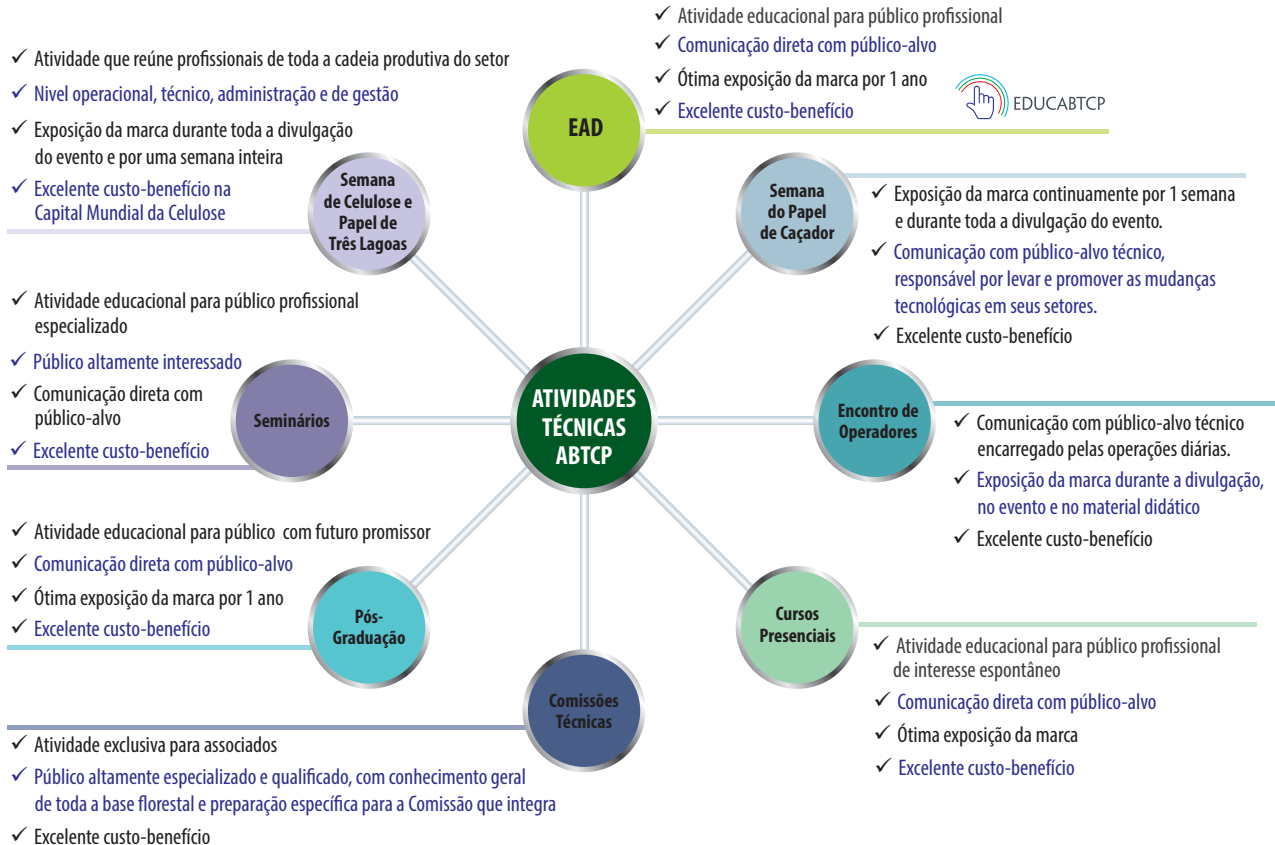 ✓ Atividade educacional para público profissional
✓ Comunicação direta com público-alvo
✓ Ótima exposição da marca por 1 ano
✓ Excelente custo-benefício
EDUCABTCP
EAD
✓ Atividade que reúne profissionais de toda a cadeia produtiva do setor
✓ Nivel operacional, técnico, administração e de gestão
✓ Exposição da marca durante toda a divulgação
do evento e por uma semana inteira
✓ Excelente custo-benefício na
Capital Mundial da Celulose
Semana
de Celulose e
Papel de
Três Lagoas
Semana
do Papel
de Caçador
✓ Exposição da marca continuamente por 1 semana
e durante toda a divulgação do evento.
✓ Comunicação com público-alvo técnico,
responsável por levar e promover as mudanças
tecnológicas em seus setores.
✓ Excelente custo-benefício
✓ Atividade educacional para público profissional
especializado
✓ Público altamente interessado
✓ Comunicação direta com
público-alvo
✓ Excelente custo-benefício
Seminários
ATIVIDADES
TÉCNICAS
ABTCP
Encontro de
Operadores
✓ Comunicação com público-alvo técnico
encarregado pelas operações diárias.
✓ Exposição da marca durante a divulgação,
no evento e no material didático
✓ Excelente custo-benefício
✓ Atividade educacional para público com futuro promissor
✓ Comunicação direta com público-alvo
✓ Ótima exposição da marca por 1 ano
✓ Excelente custo-benefício
Pós-
Graduação
Cursos
Presenciais
✓ Atividade educacional para público profissional
de interesse espontâneo
✓ Comunicação direta com público-alvo
✓ Ótima exposição da marca
✓ Excelente custo-benefício
Comissões
Técnicas
✓ Atividade exclusiva para associados
✓ Público altamente especializado e qualificado, com conhecimento geral
de toda a base florestal e preparação específica para a Comissão que integra
✓ Excelente custo-benefício